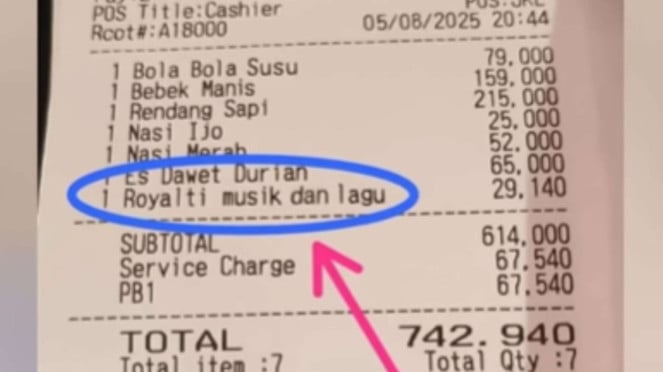 POS Title:Cashier
Rcpt#:A18000 05/08/2025 20:44
1 Bola Bola Susu 79,000
1 Bebek Manis 159,000
1 Rendang Sapi 215,000
1 Nasi Ijo 25,000
1 Nasi Merah 52,000
1 Es Dawet Durian 65,000
1 Royalti musik dan lagu 29,140
SUBTOTAL 614,000
Service Charge 67,540
PB1 67,540
TOTAL 742.940
Total item :7 Total Qty :7